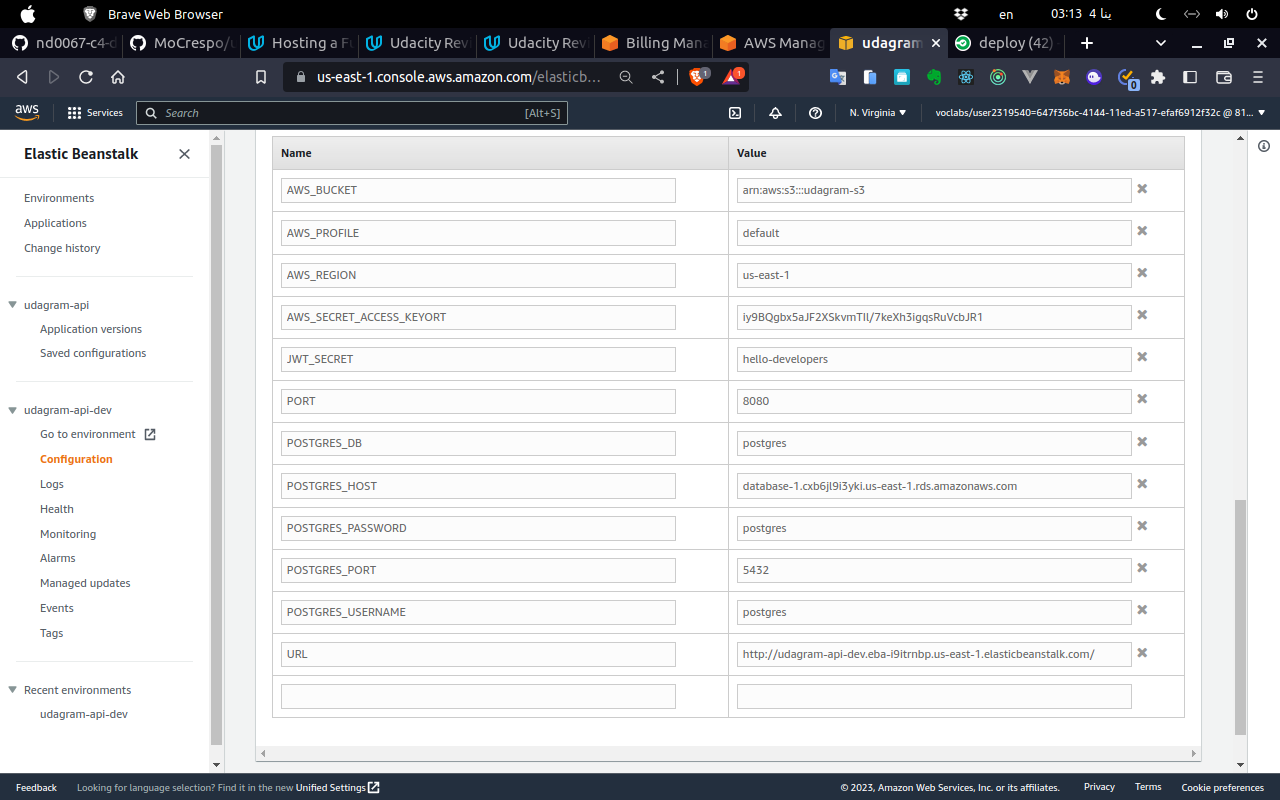 Brave Web Browser
en
03:13 4 ينا
nd0067-c4-d
MoCrespo/u
Hosting a Fu
Udacity Revi
Udacity Revi
Billing Mana
AWS Manag
udagram
deploy (42)
us-east-1.console.aws.amazon.com/elasticb…
1
1
0
aws
Services
Search
[Alt+S]
N. Virginia
voclabs/user2319540=647f36bc-4144-11ed-a517-efaf6912f32c @ 81...
Elastic Beanstalk
Environments
Applications
Change history
udagram-api
Application versions
Saved configurations
udagram-api-dev
Go to environment
Configuration
Logs
Health
Monitoring
Alarms
Managed updates
Events
Tags
Recent environments
udagram-api-dev
Name Value
AWS_BUCKET arn:aws:s3:::udagram-s3
AWS_PROFILE default
AWS_REGION us-east-1
AWS_SECRET_ACCESS_KEYORT
JWT_SECRET hello-developers
PORT 8080
POSTGRES_DB postgres
POSTGRES_HOST database-1.cxb6jl9i3yki.us-east-1.rds.amazonaws.com
POSTGRES_PASSWORD postgres
POSTGRES_PORT 5432
POSTGRES_USERNAME postgres
URL http://udagram-api-dev.eba-i9itrnbp.us-east-1.elasticbeanstalk.com/
Feedback
Looking for language selection? Find it in the new Unified Settings
© 2023, Amazon Web Services, Inc. or its affiliates.
Privacy
Terms
Cookie preferences